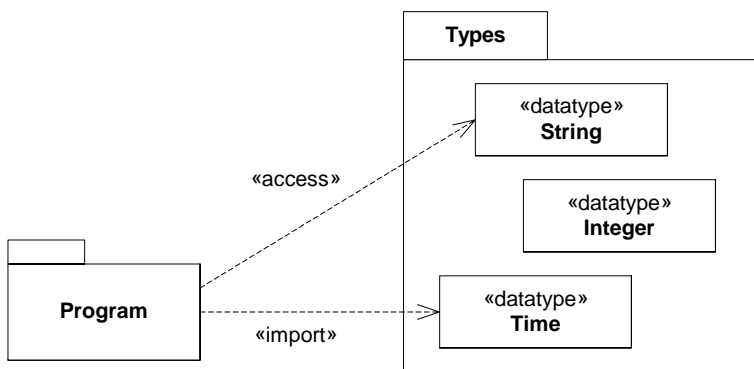 Types
«datatype»
String
«access»
«datatype»
Integer
Program
«datatype»
Time
«import»